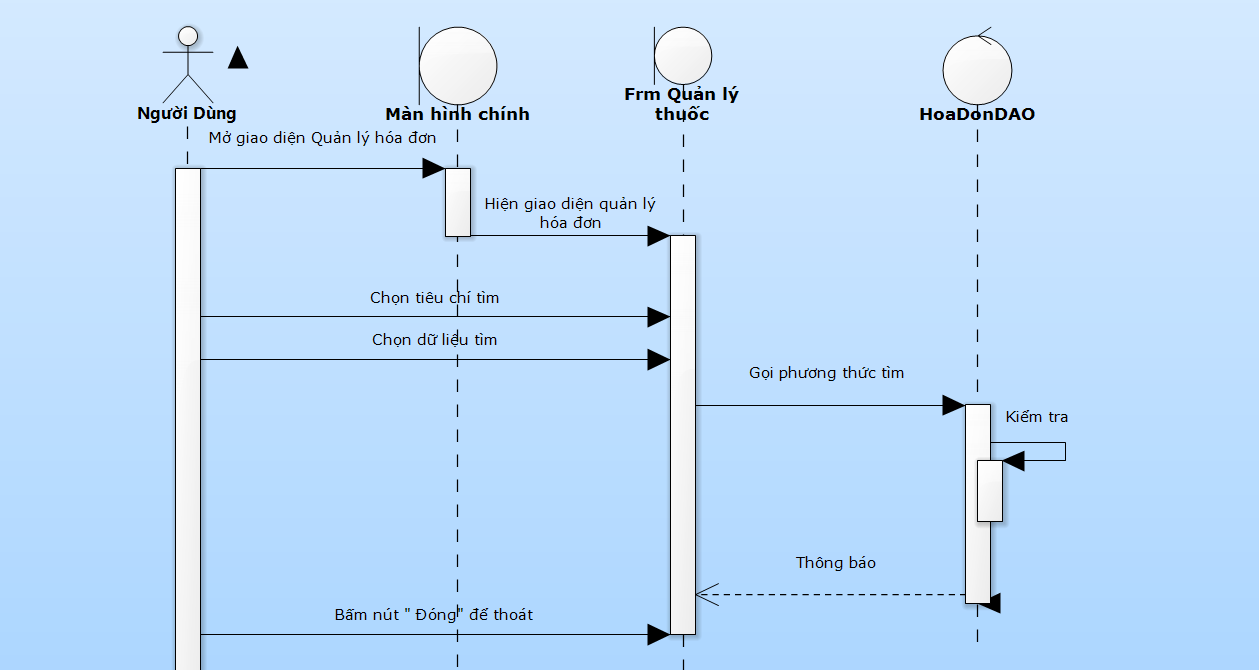 Người Dùng
Màn hình chính
Frm Quản lý
thuốc
HoaDonDAO
Mở giao diện Quản lý hóa đơn
Hiện giao diện quản lý
hóa đơn
Chọn tiêu chí tìm
Chọn dữ liệu tìm
Gọi phương thức tìm
Kiểm tra
Thông báo
Bấm nút " Đóng" để thoát